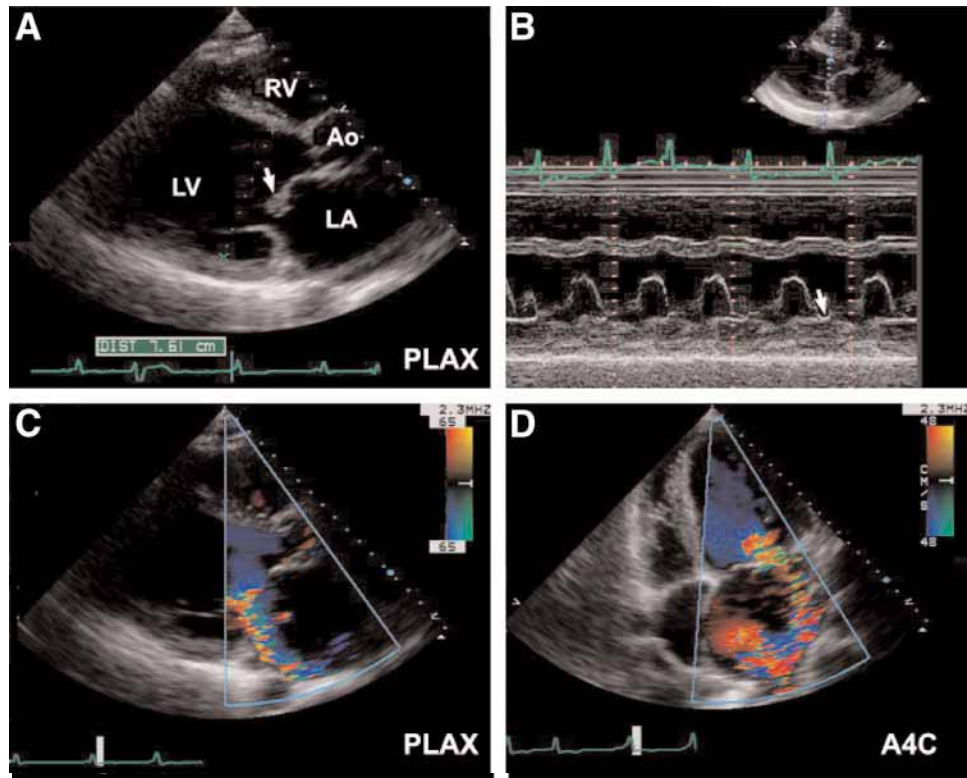 A
RV
Ao
LV
LA
DIST 7.61 cm
PLAX
B
C
2.3MHZ
65
65
PLAX
D
2.3MHZ
48
CM/S
48
A4C